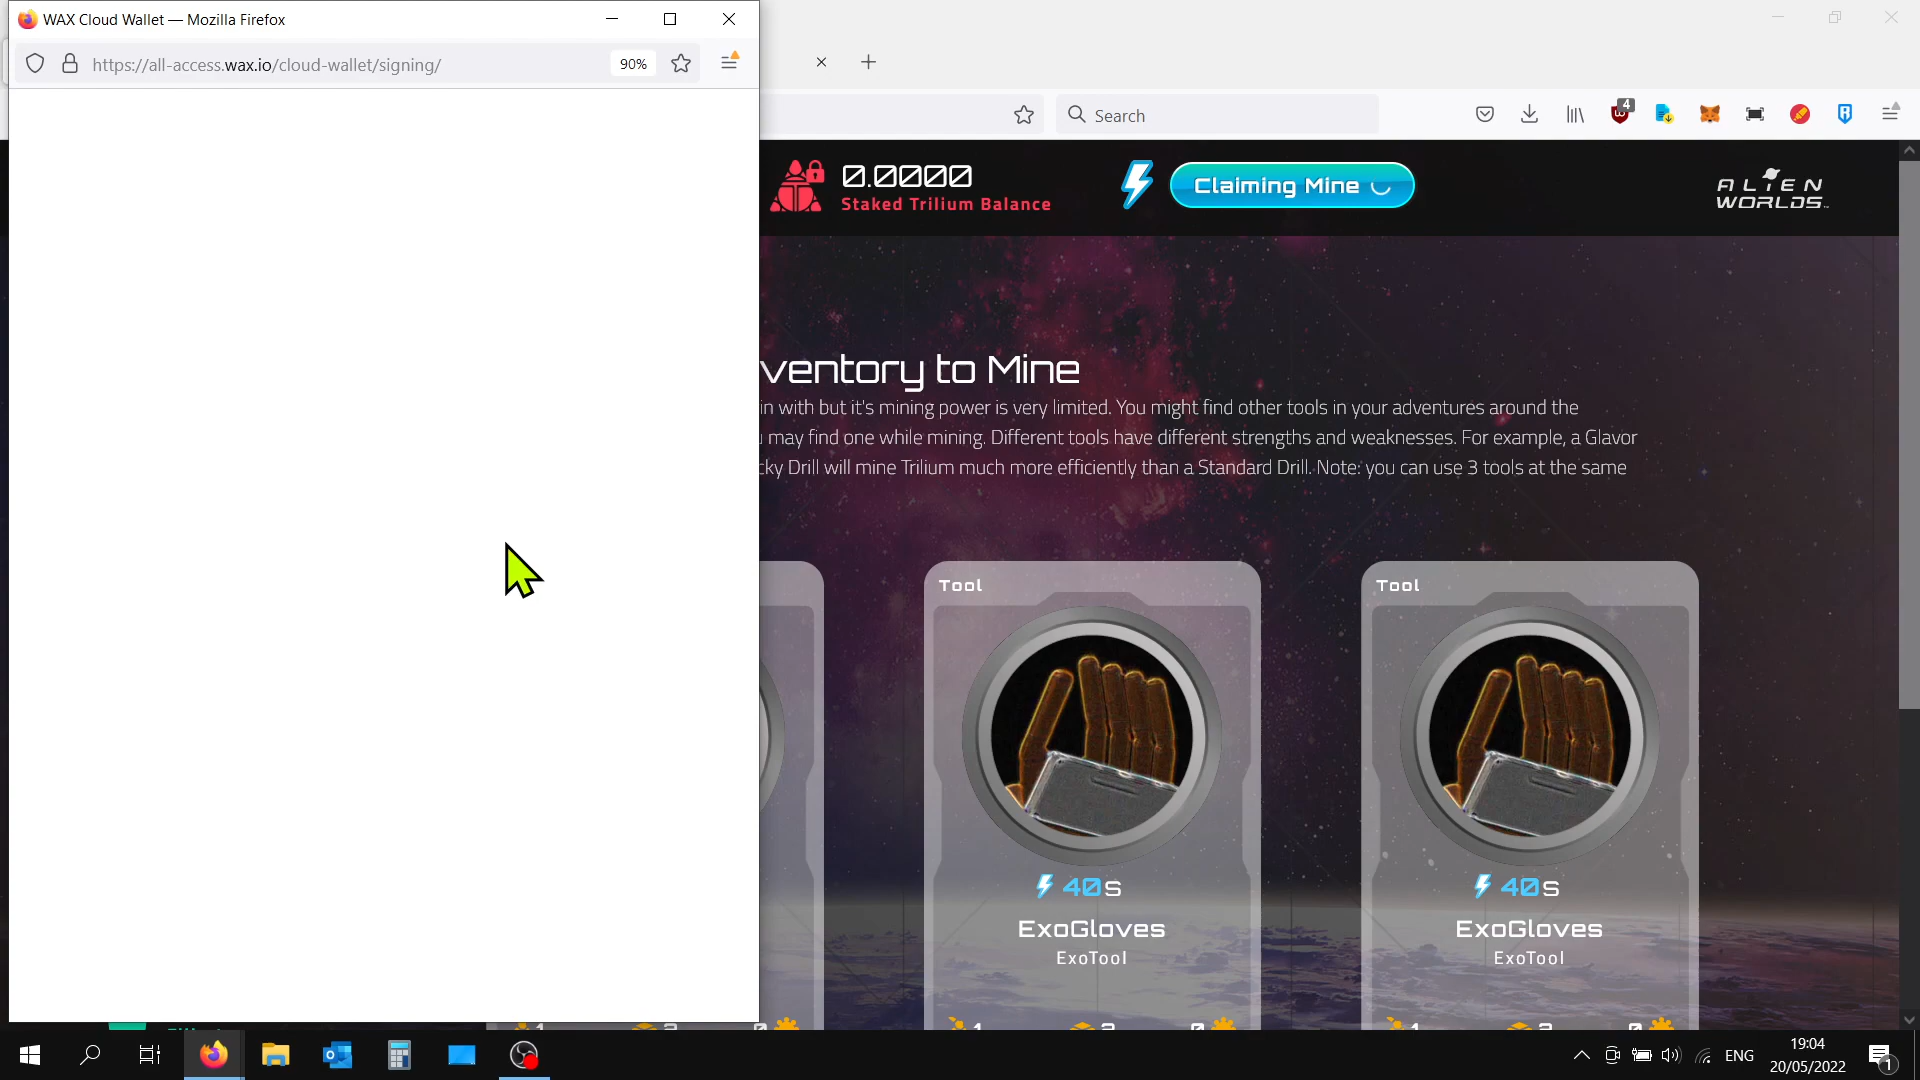 WAX Cloud Wallet — Mozilla Firefox
https://all-access.wax.io/cloud-wallet/signing/
90%
Search
4
0.0000
Staked Trilium Balance
Claiming Mine
ALIEN
WORLDS
ventory to Mine
in with but it's mining power is very limited. You might find other tools in your adventures around the
may find one while mining. Different tools have different strengths and weaknesses. For example, a Glavor
cky Drill will mine Trilium much more efficiently than a Standard Drill. Note: you can use 3 tools at the same
Tool
40s
ExoGloves
ExoTool
Tool
40s
ExoGloves
ExoTool
ENG
19:04
20/05/2022
1